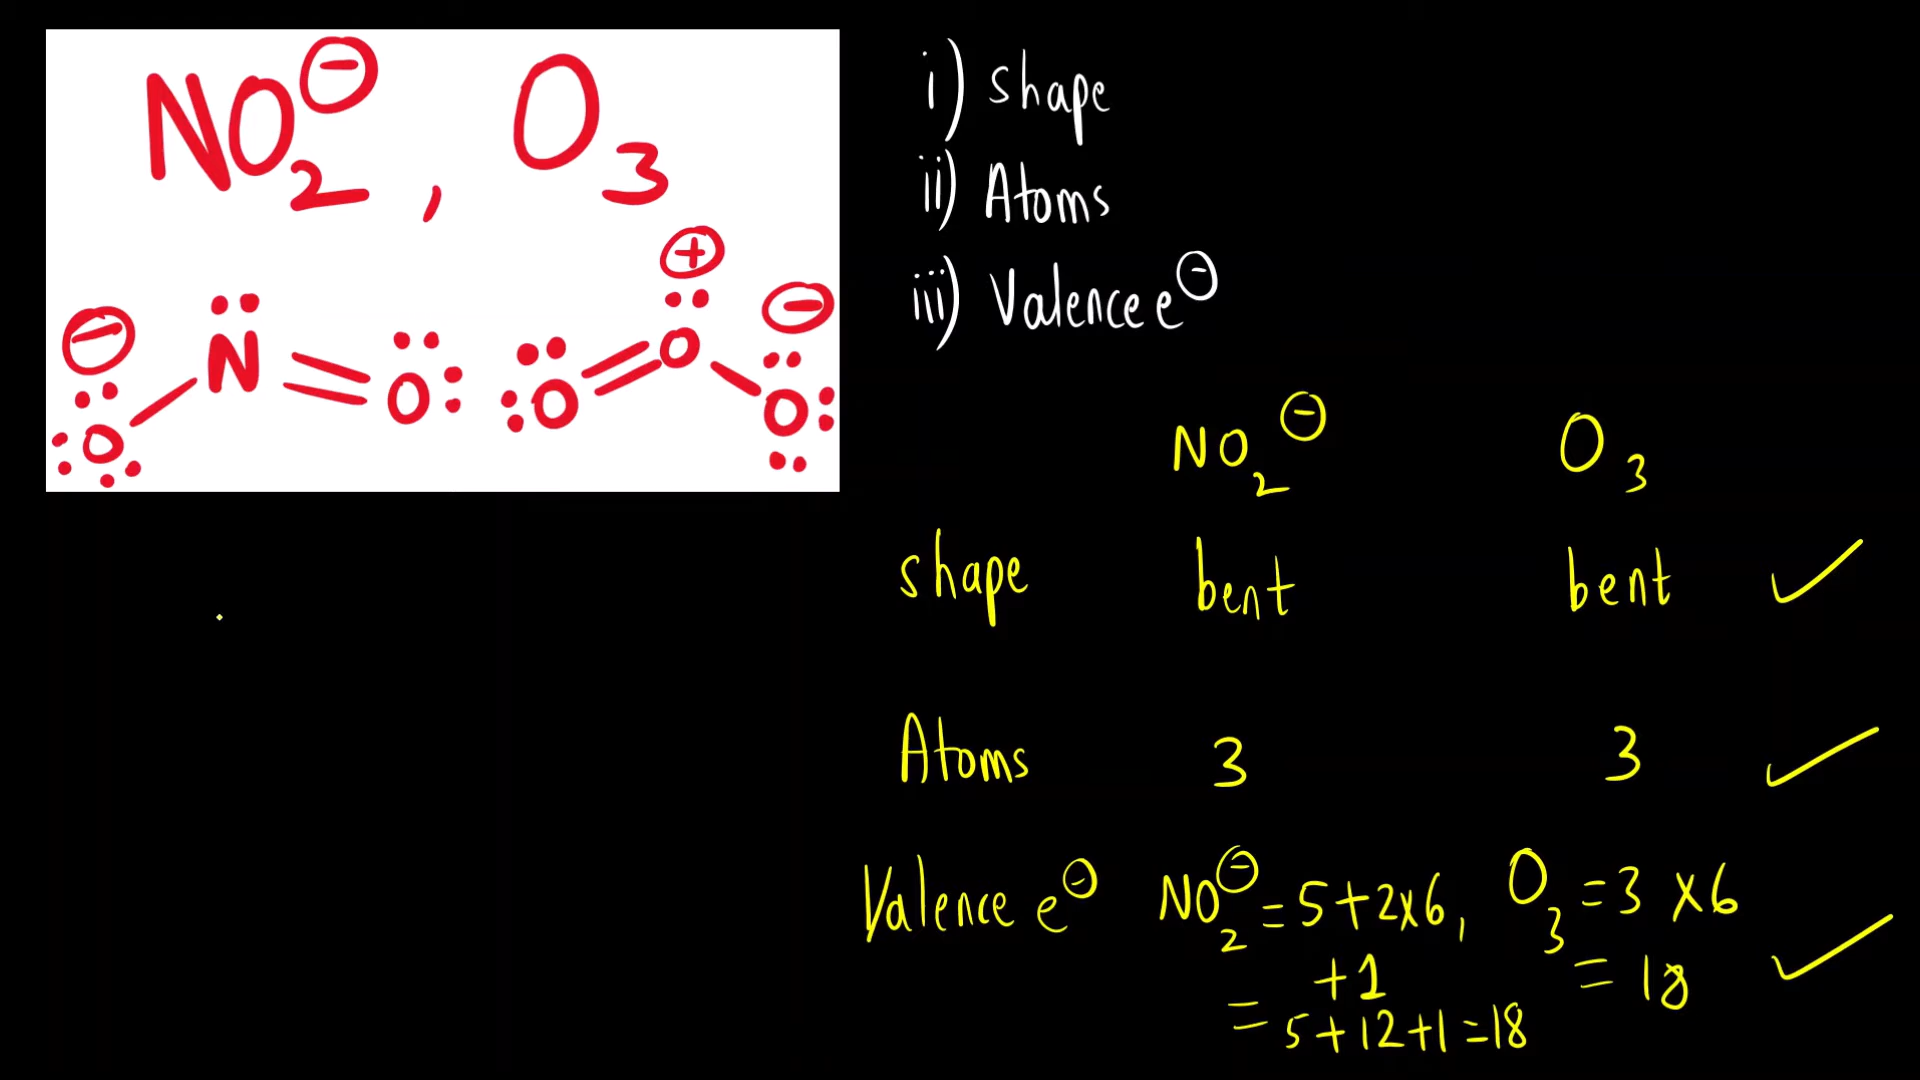 NO₂⊖, O₃
⊖ ⊕ ⊖
O–N=O O=O–O
i) Shape
ii) Atoms
iii) Valence e⊖
NO₂⊖ O₃
shape bent bent ✓
Atoms 3 3 ✓
Valence e⊖ NO₂⊖ = 5+2x6, O₃ = 3 x6
+1 = 18 ✓
= 5+12+1=18